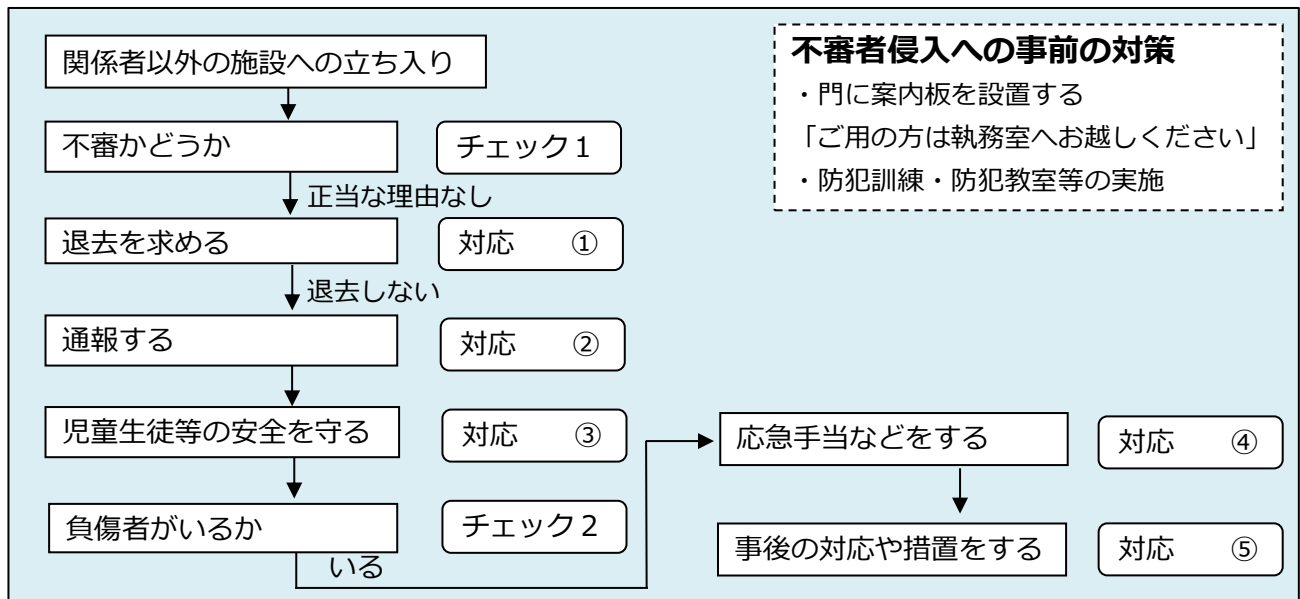 関係者以外の施設への立ち入り
不審かどうか
チェック１
正当な理由なし
退去を求める
対応 ①
退去しない
通報する
対応 ②
児童生徒等の安全を守る
対応 ③
負傷者がいるか
チェック２
いる
応急手当などをする
対応 ④
事後の対応や措置をする
対応 ⑤
不審者侵入への事前の対策
・門に案内板を設置する
「ご用の方は執務室へお越しください」
・防犯訓練・防犯教室等の実施